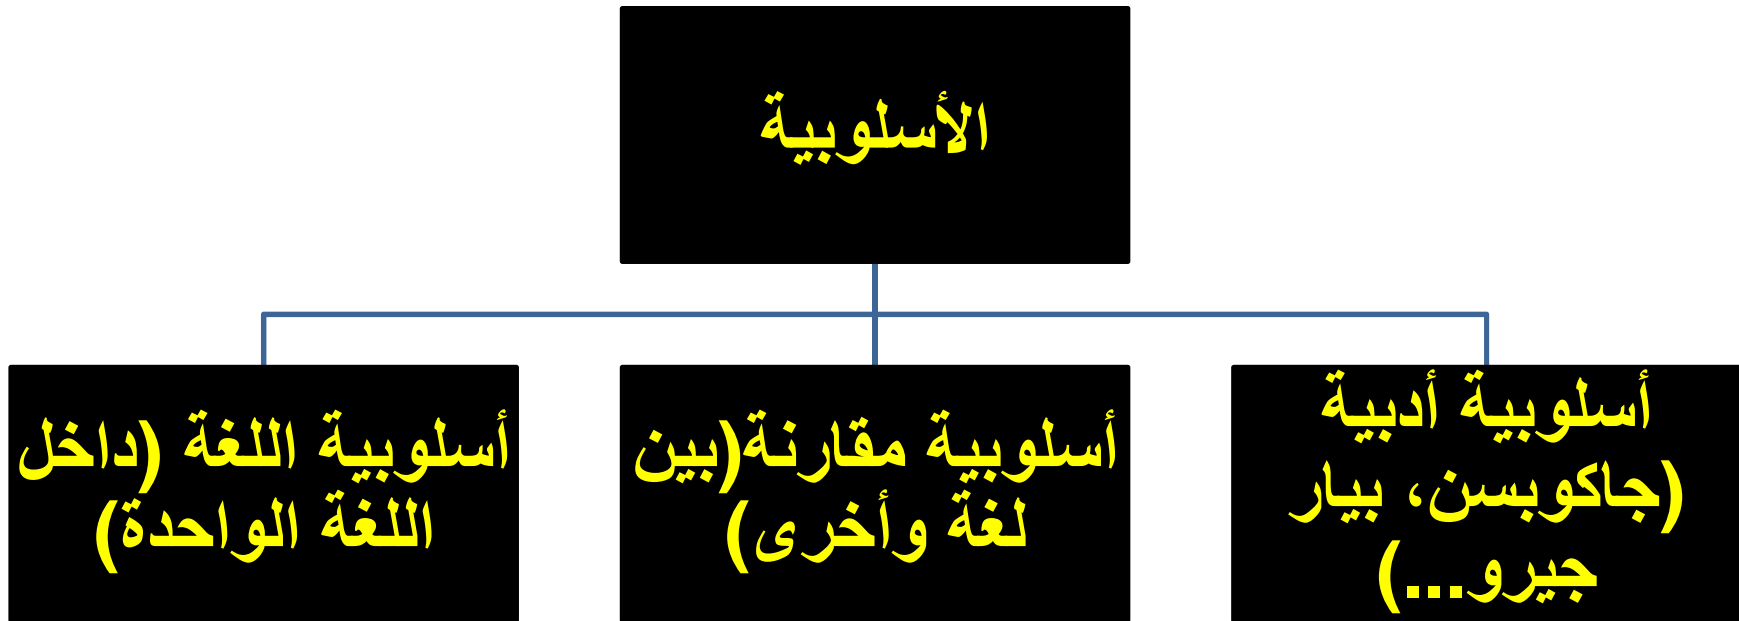 الأسلوبية
أسلوبية أدبية
(جاكوبسن، بيار
جيرو...)
أسلوبية مقارنة(بين
لغة وأخرى)
أسلوبية اللغة (داخل
اللغة الواحدة)